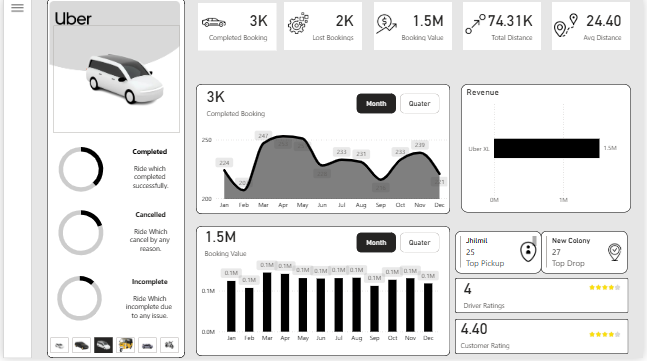 Uber
Completed
Ride which
completed
successfully.
Cancelled
Ride Which
cancel by any
reason.
Incomplete
Ride Which
incomplete due
to any issue.
3K
Completed Booking
2K
Lost Bookings
1.5M
Booking Value
74.31K
Total Distance
24.40
Avg Distance
3K
Completed Booking
Month
Quater
250
200
224
247
233
231
233
239
Jan Feb Mar Apr May Jun Jul Aug Sep Oct Nov Dec
Revenue
Uber XL
1.5M
0M 1M
1.5M
Booking Value
Month
Quater
0.1M
0.0M
0.1M 0.1M 0.1M 0.1M 0.1M 0.1M 0.1M 0.1M 0.1M 0.1M 0.1M 0.1M
Jan Feb Mar Apr May Jun Jul Aug Sep Oct Nov Dec
Jhilmil
25
Top Pickup
New Colony
27
Top Drop
4
Driver Ratings
4.40
Customer Rating